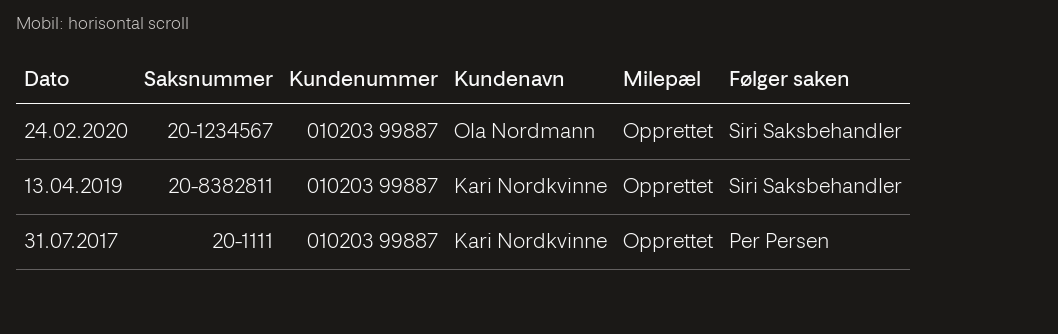 Mobil: horisontal scroll
Dato Saksnummer Kundenummer Kundenavn Milepæl Følger saken
24.02.2020 20-1234567 010203 99887 Ola Nordmann Opprettet Siri Saksbehandler
13.04.2019 20-8382811 010203 99887 Kari Nordkvinne Opprettet Siri Saksbehandler
31.07.2017 20-1111 010203 99887 Kari Nordkvinne Opprettet Per Persen